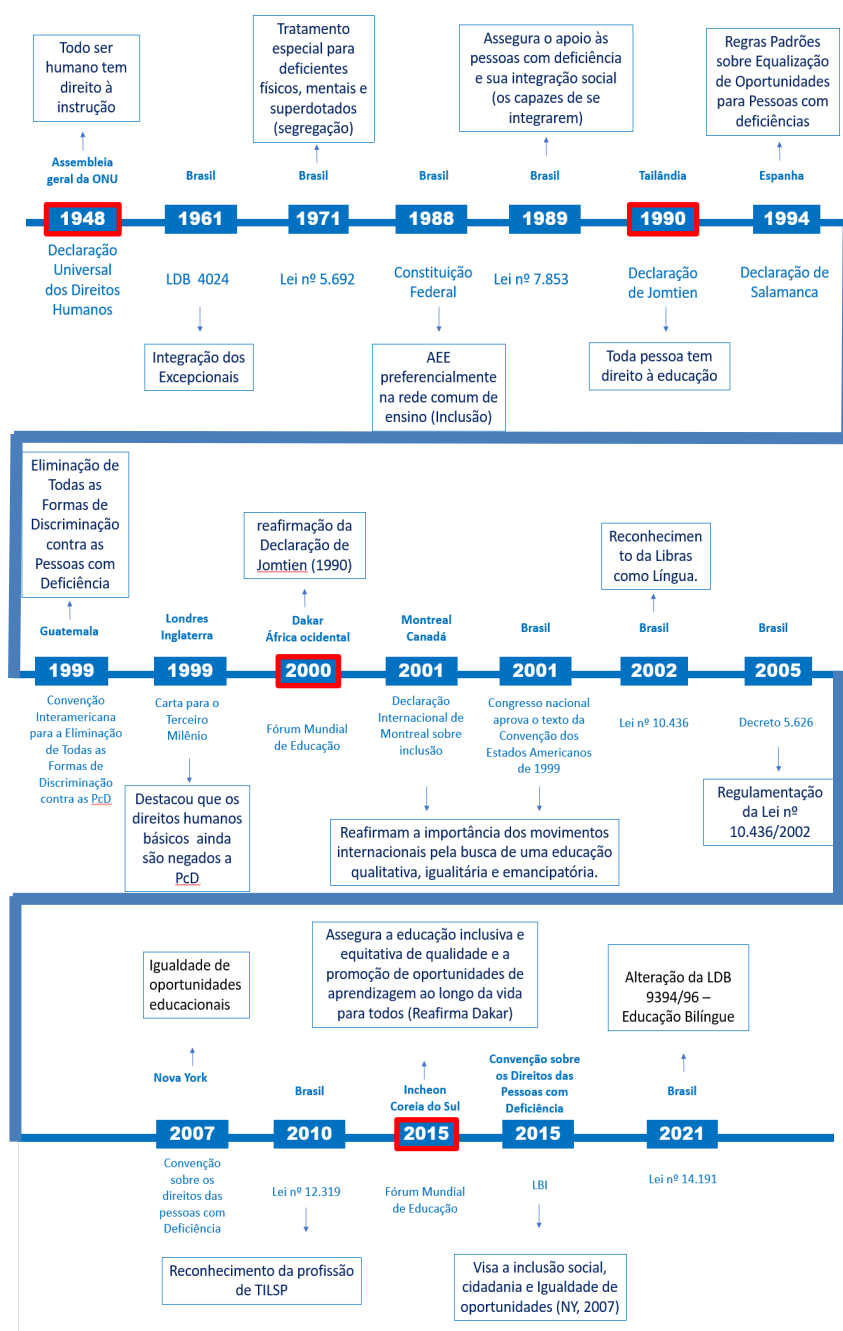 Todo ser
humano tem
direito à
instrução
Tratamento
especial para
deficientes
físicos, mentais e
superdotados
(segregação)
Assegura o apoio às
pessoas com deficiência
e sua integração social
(os capazes de se
integrarem)
Regras Padrões
sobre Equalização
de Oportunidades
para Pessoas com
deficiências
Assembleia
geral da ONU
Brasil
Brasil
Brasil
Brasil
Tailândia
Espanha
1948
1961
1971
1988
1989
1990
1994
Declaração
Universal
dos Direitos
Humanos
LDB 4024
Lei nº 5.692
Constituição
Federal
Lei nº 7.853
Declaração
de Jomtien
Declaração de
Salamanca
Integração dos
Excepcionais
AEE
preferencialmente
na rede comum de
ensino (Inclusão)
Toda pessoa tem
direito à educação
Eliminação de
Todas as
Formas de
Discriminação
contra as
Pessoas com
Deficiência
reafirmação da
Declaração de
Jomtien (1990)
Reconhecimen
to da Libras
como Língua.
Guatemala
Londres
Inglaterra
Dakar
África ocidental
Montreal
Canadá
Brasil
Brasil
Brasil
1999
1999
2000
2001
2001
2002
2005
Convenção
Interamericana
para a Eliminação
de Todas as
Formas de
Discriminação
contra as PcD
Carta para o
Terceiro
Milênio
Fórum Mundial
de Educação
Declaração
Internacional de
Montreal sobre
inclusão
Congresso nacional
aprova o texto da
Convenção dos
Estados Americanos
de 1999
Lei nº 10.436
Decreto 5.626
Destacou que os
direitos humanos
básicos ainda
são negados a
PcD
Reafirmam a importância dos movimentos
internacionais pela busca de uma educação
qualitativa, igualitária e emancipatória.
Regulamentação
da Lei nº
10.436/2002
Igualdade de
oportunidades
educacionais
Assegura a educação inclusiva e
equitativa de qualidade e a
promoção de oportunidades de
aprendizagem ao longo da vida
para todos (Reafirma Dakar)
Alteração da LDB
9394/96 –
Educação Bilíngue
Nova York
Brasil
Incheon
Coreia do Sul
Convenção sobre
os Direitos das
Pessoas com
Deficiência
Brasil
2007
2010
2015
2015
2021
Convenção
sobre os
direitos das
pessoas com
Deficiência
Lei nº 12.319
Fórum Mundial
de Educação
LBI
Lei nº 14.191
Reconhecimento da profissão
de TILSP
Visa a inclusão social,
cidadania e Igualdade de
oportunidades (NY, 2007)